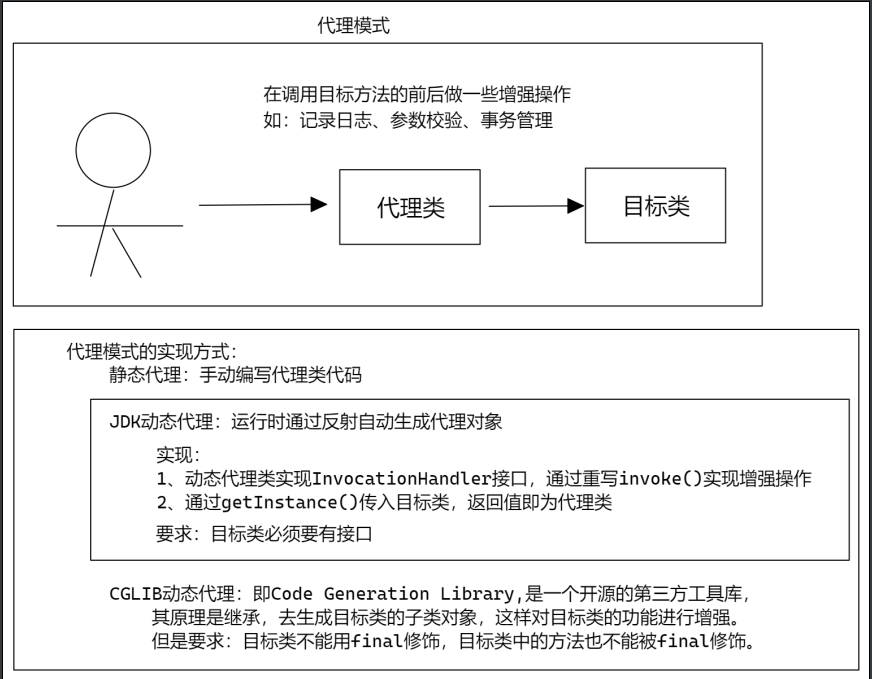 代理模式
在调用目标方法的前后做一些增强操作
如：记录日志、参数校验、事务管理
代理类
目标类
代理模式的实现方式：
静态代理：手动编写代理类代码
JDK动态代理：运行时通过反射自动生成代理对象
实现：
1、动态代理类实现InvocationHandler接口，通过重写invoke()实现增强操作
2、通过getInstance()传入目标类，返回值即为代理类
要求：目标类必须要有接口
CGLIB动态代理：即Code Generation Library,是一个开源的第三方工具库，
其原理是继承，去生成目标类的子类对象，这样对目标类的功能进行增强。
但是要求：目标类不能用final修饰，目标类中的方法也不能被final修饰。